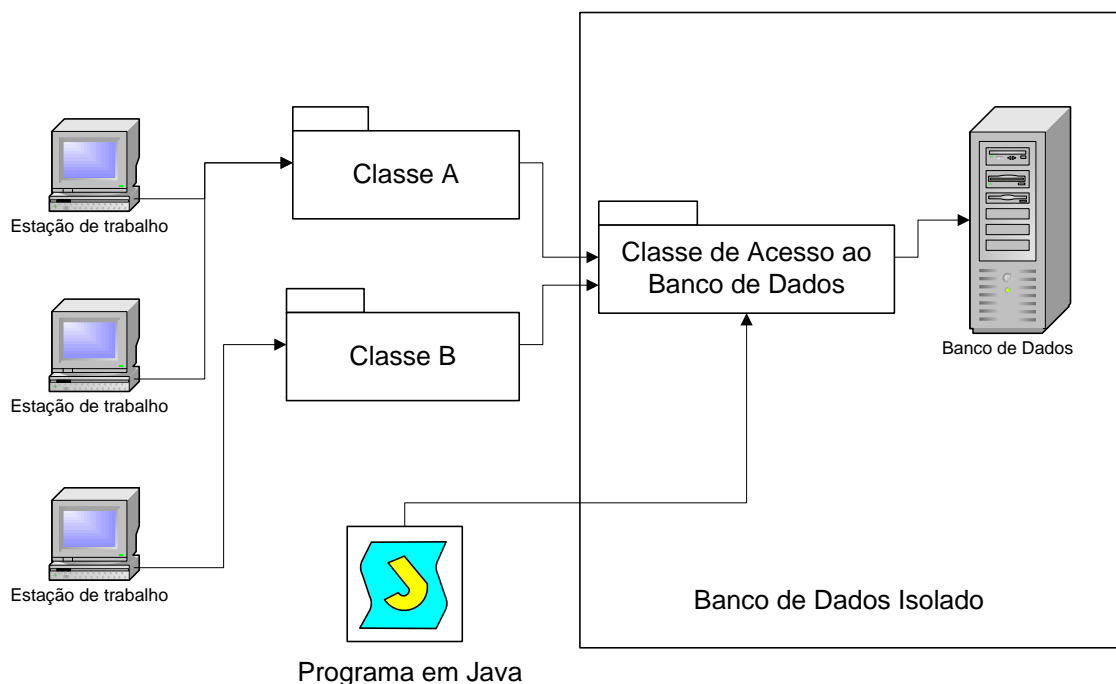 Estação de trabalho
Classe A
Classe de Acesso ao
Banco de Dados
Banco de Dados
Estação de trabalho
Classe B
Estação de trabalho
Programa em Java
Banco de Dados Isolado